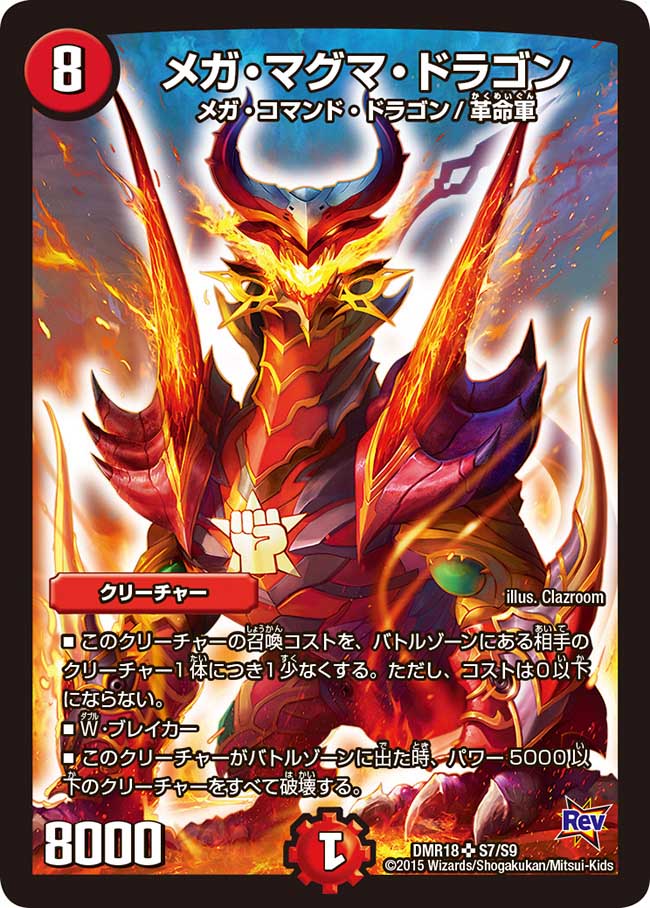 8
メガ・マグマ・ドラゴン
メガ・コマンド・ドラゴン / 革命軍
かくめいぐん
クリーチャー
illus. Clazroom
■ このクリーチャーの召喚コストを、バトルゾーンにある相手の
クリーチャー1体につき1少なくする。ただし、コストは0以下
にならない。
■ W・ブレイカー
■ このクリーチャーがバトルゾーンに出た時、パワー5000以
下のクリーチャーをすべて破壊する。
8000
1
DMR18 S7/S9
©2015 Wizards/Shogakukan/Mitsui-Kids
Rev